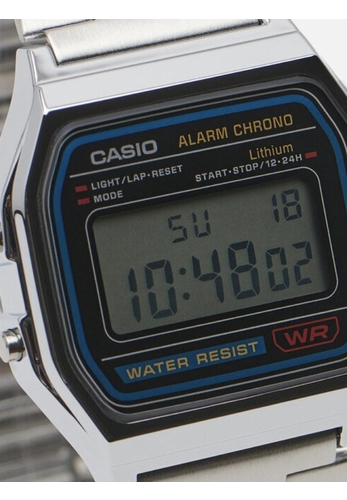 CASIO ALARM CHRONO
Lithium
LIGHT/LAP•RESET START•STOP/12•24H
MODE
SU 18
10:48 02
WATER RESIST WR